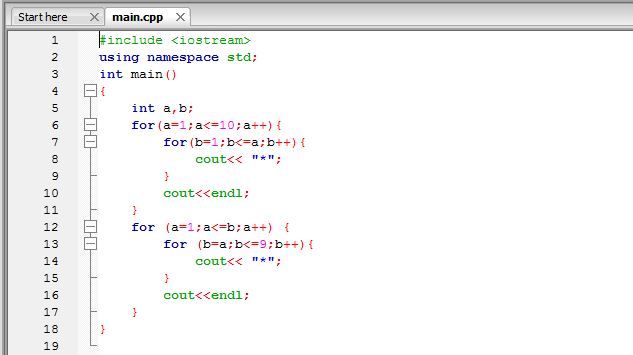 Start here main.cpp
1 #include <iostream>
2 using namespace std;
3 int main()
4 {
5 int a,b;
6 for(a=1;a<=10;a++){
7 for(b=1;b<=a;b++){
8 cout<< "*";
9 }
10 cout<<endl;
11 }
12 for (a=1;a<=b;a++) {
13 for (b=a;b<=9;b++){
14 cout<< "*";
15 }
16 cout<<endl;
17 }
18 }
19